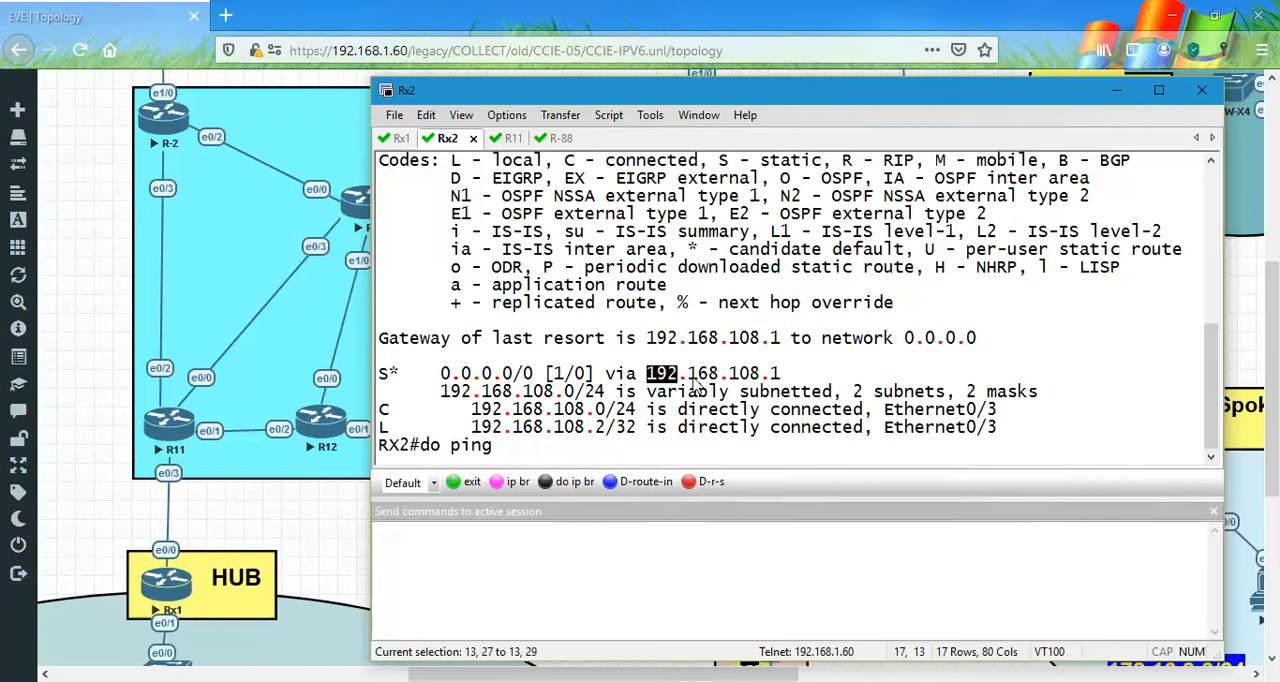 EVE | Topology
https://192.168.1.60/legacy/COLLECT/old/CCIE-05/CCIE-IPV6.unl/topology
Rx2
File Edit View Options Transfer Script Tools Window Help
Rx1 Rx2 R11 R-88
Codes: L - local, C - connected, S - static, R - RIP, M - mobile, B - BGP
D - EIGRP, EX - EIGRP external, O - OSPF, IA - OSPF inter area
N1 - OSPF NSSA external type 1, N2 - OSPF NSSA external type 2
E1 - OSPF external type 1, E2 - OSPF external type 2
i - IS-IS, su - IS-IS summary, L1 - IS-IS level-1, L2 - IS-IS level-2
ia - IS-IS inter area, * - candidate default, U - per-user static route
o - ODR, P - periodic downloaded static route, H - NHRP, l - LISP
a - application route
+ - replicated route, % - next hop override
Gateway of last resort is 192.168.108.1 to network 0.0.0.0
S* 0.0.0.0/0 [1/0] via 192.168.108.1
192.168.108.0/24 is variably subnetted, 2 subnets, 2 masks
C 192.168.108.0/24 is directly connected, Ethernet0/3
L 192.168.108.2/32 is directly connected, Ethernet0/3
RX2#do ping
Default exit ip br do ip br D-route-in D-r-s
Send commands to active session
Current selection: 13, 27 to 13, 29 Telnet: 192.168.1.60 17, 13 17 Rows, 80 Cols VT100 CAP NUM
e1/0
R-2
e0/2
e0/3
e0/0
e0/3
e1/0
e0/2
e0/0
e0/0
R11
e0/1
e0/2
R12
e0/1
e0/3
e0/0
HUB
Rx1
e0/1
e0/0
e1/0
W-X4
Spok